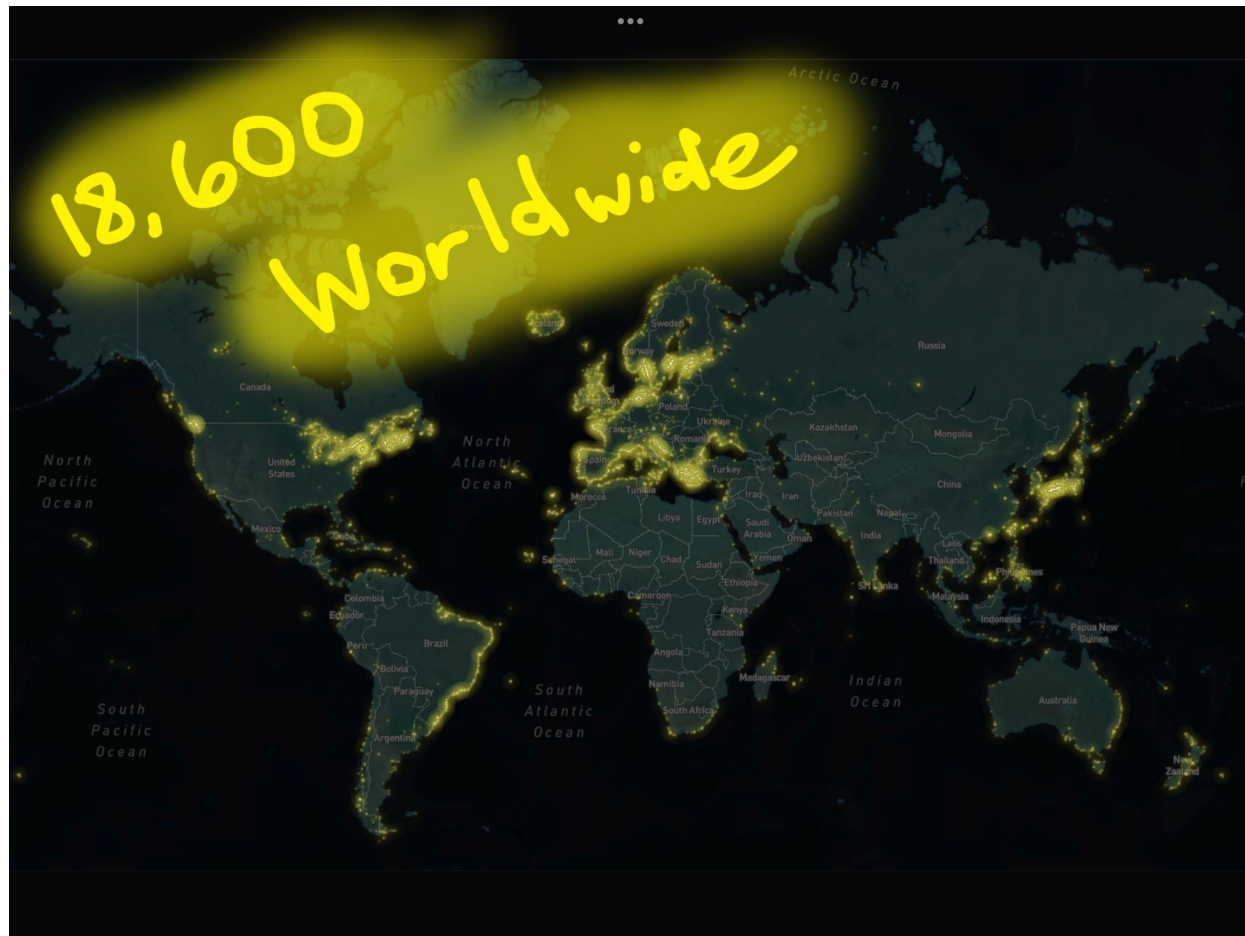 18,600
Worldwide
Arctic Ocean
Greenland
Iceland
Sweden
Norway
Russia
Canada
United
Kingdom
Poland
Ukraine
France
Romania
Kazakhstan
Mongolia
North
Atlantic
Ocean
North
Pacific
Ocean
United
States
Spain
Turkey
Uzbekistan
China
Morocco
Tunisia
Iraq
Iran
Pakistan
Nepal
Libya
Egypt
Saudi
Arabia
Oman
India
Laos
Mexico
Cuba
Senegal
Mali
Niger
Chad
Sudan
Yemen
Thailand
Philippines
Ethiopia
Sri Lanka
Malaysia
Colombia
Cameroon
Kenya
Ecuador
Indonesia
Papua New
Guinea
Tanzania
Brazil
Peru
Angola
Bolivia
Madagascar
Indian
Ocean
Namibia
Paraguay
South
Atlantic
Ocean
Australia
South
Pacific
Ocean
South Africa
Argentina
New
Zealand